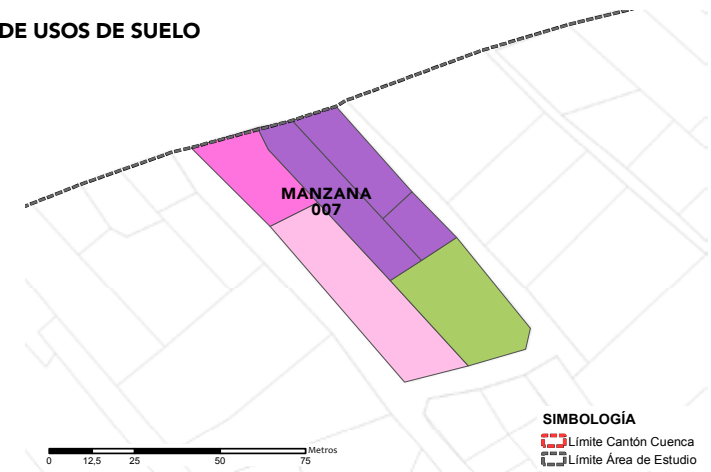 DE USOS DE SUELO
MANZANA
007
Metros
0 12,5 25 50 75
SIMBOLOGÍA
Límite Cantón Cuenca
Límite Área de Estudio